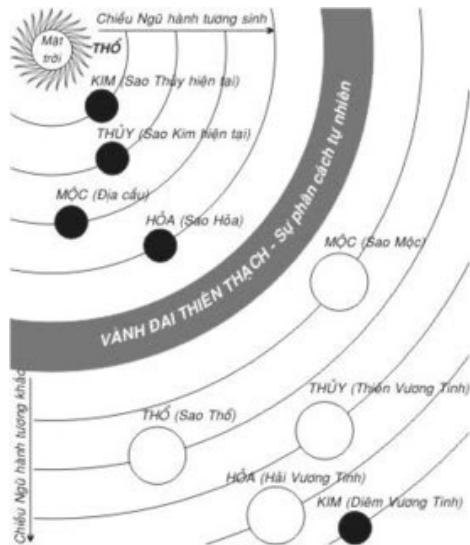 Mặt
trời
THỔ
Chiều Ngũ hành tương sinh
KIM (Sao Thủy hiện tại)
THỦY (Sao Kim hiện tại)
MỘC (Địa cầu)
HỎA (Sao Hỏa)
VÀNH ĐAI THIÊN THẠCH - Sự phân cách tự nhiên
MỘC (Sao Mộc)
Chiều Ngũ hành tương khắc
THỔ (Sao Thổ)
THỦY (Thiên Vương Tinh)
HỎA (Hải Vương Tinh)
KIM (Diêm Vương Tinh)